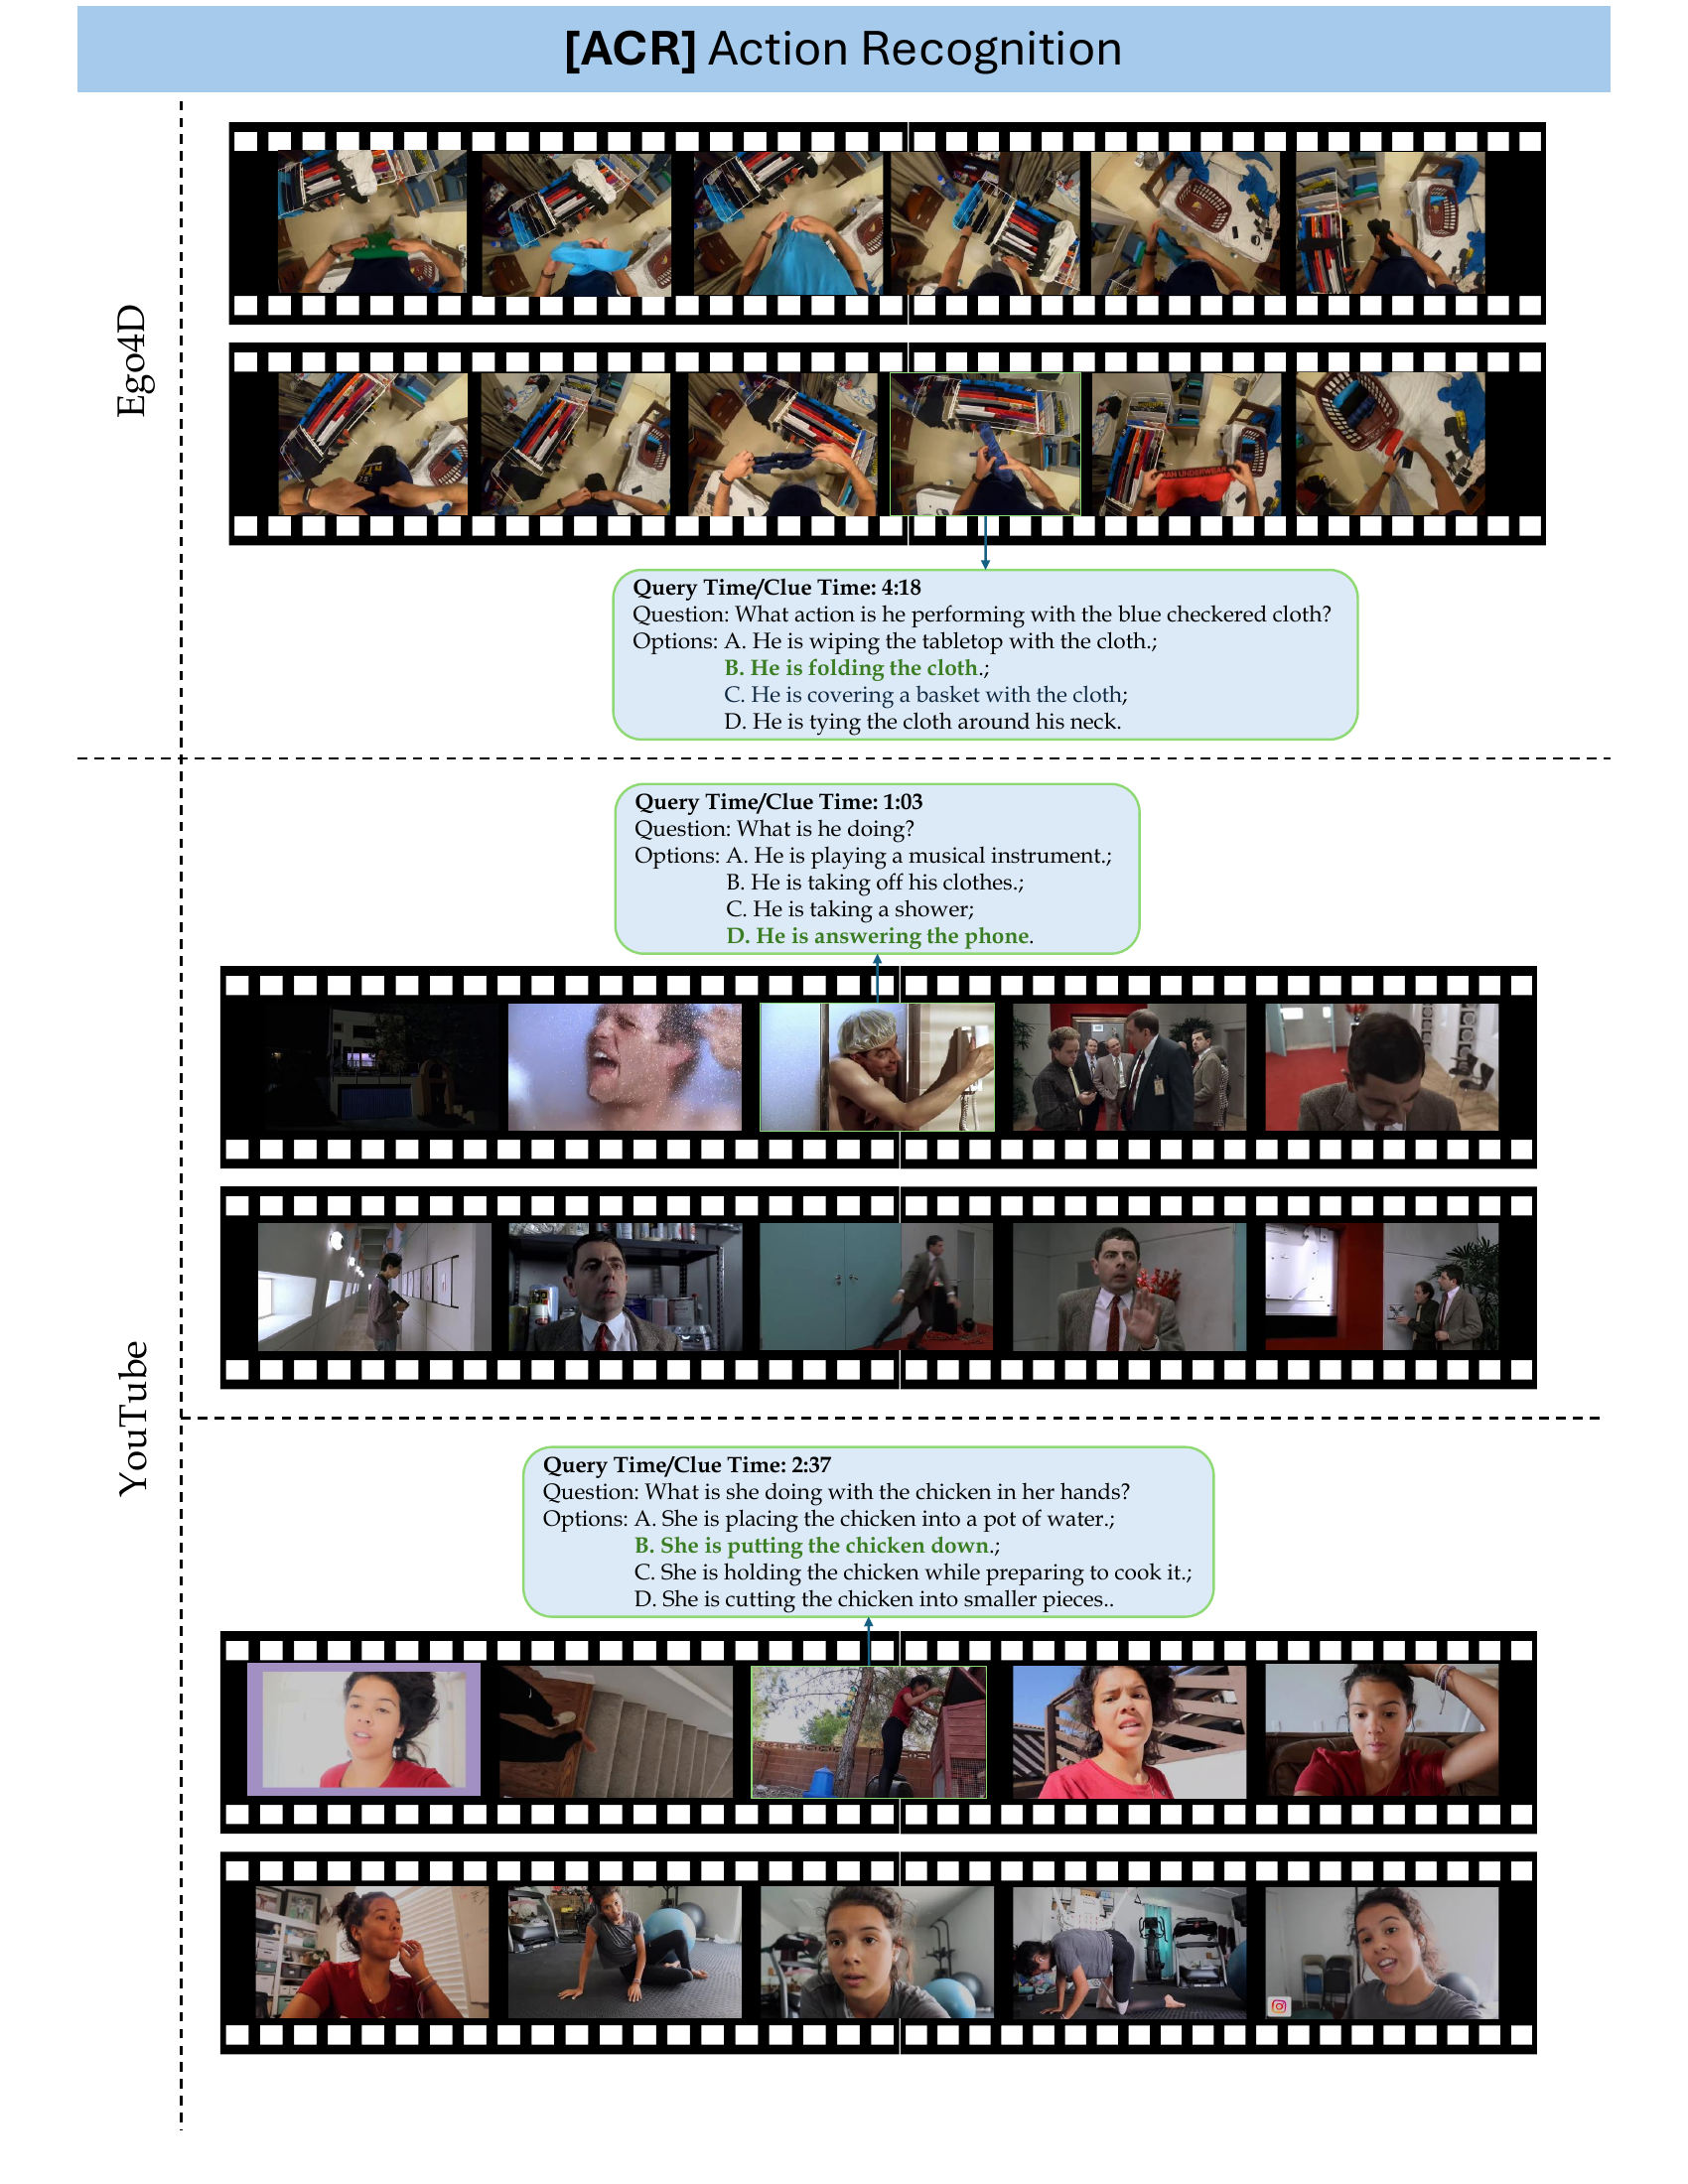 [ACR] Action Recognition
Ego4D
MAN UNDERWEAR
Query Time/Clue Time: 4:18
Question: What action is he performing with the blue checkered cloth?
Options: A. He is wiping the tabletop with the cloth.;
B. He is folding the cloth.;
C. He is covering a basket with the cloth;
D. He is tying the cloth around his neck.
YouTube
Query Time/Clue Time: 1:03
Question: What is he doing?
Options: A. He is playing a musical instrument.;
B. He is taking off his clothes.;
C. He is taking a shower;
D. He is answering the phone.
Query Time/Clue Time: 2:37
Question: What is she doing with the chicken in her hands?
Options: A. She is placing the chicken into a pot of water.;
B. She is putting the chicken down.;
C. She is holding the chicken while preparing to cook it.;
D. She is cutting the chicken into smaller pieces..